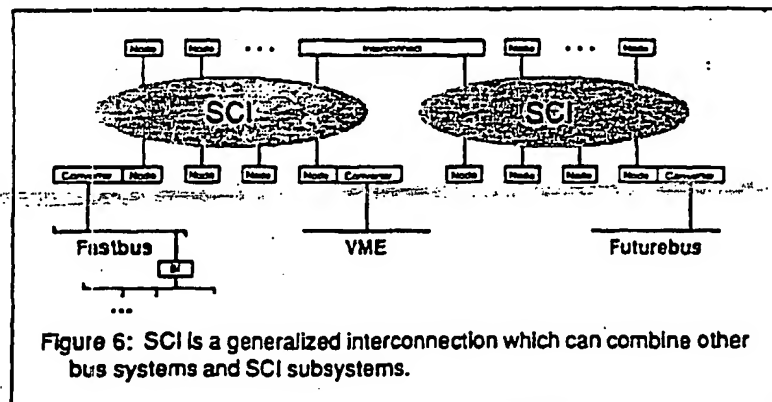 Node Node ... Interconnect Node ... Node
SCI SCI
Converter Node Node Node Node Converter Node Node Node Node Converter
Fastbus VME Futurebus
...
Figure 6: SCI is a generalized interconnection which can combine other
bus systems and SCI subsystems.